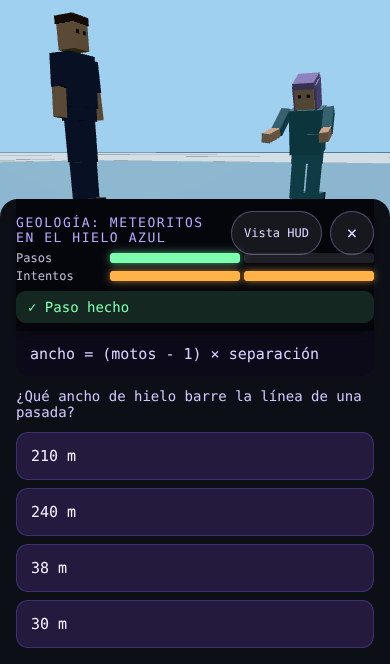 GEOLOGÍA: METEORITOS
EN EL HIELO AZUL
Vista HUD
×
Pasos
Intentos
✓ Paso hecho
ancho = (motos - 1) × separación
¿Qué ancho de hielo barre la línea de una
pasada?
210 m
240 m
38 m
30 m